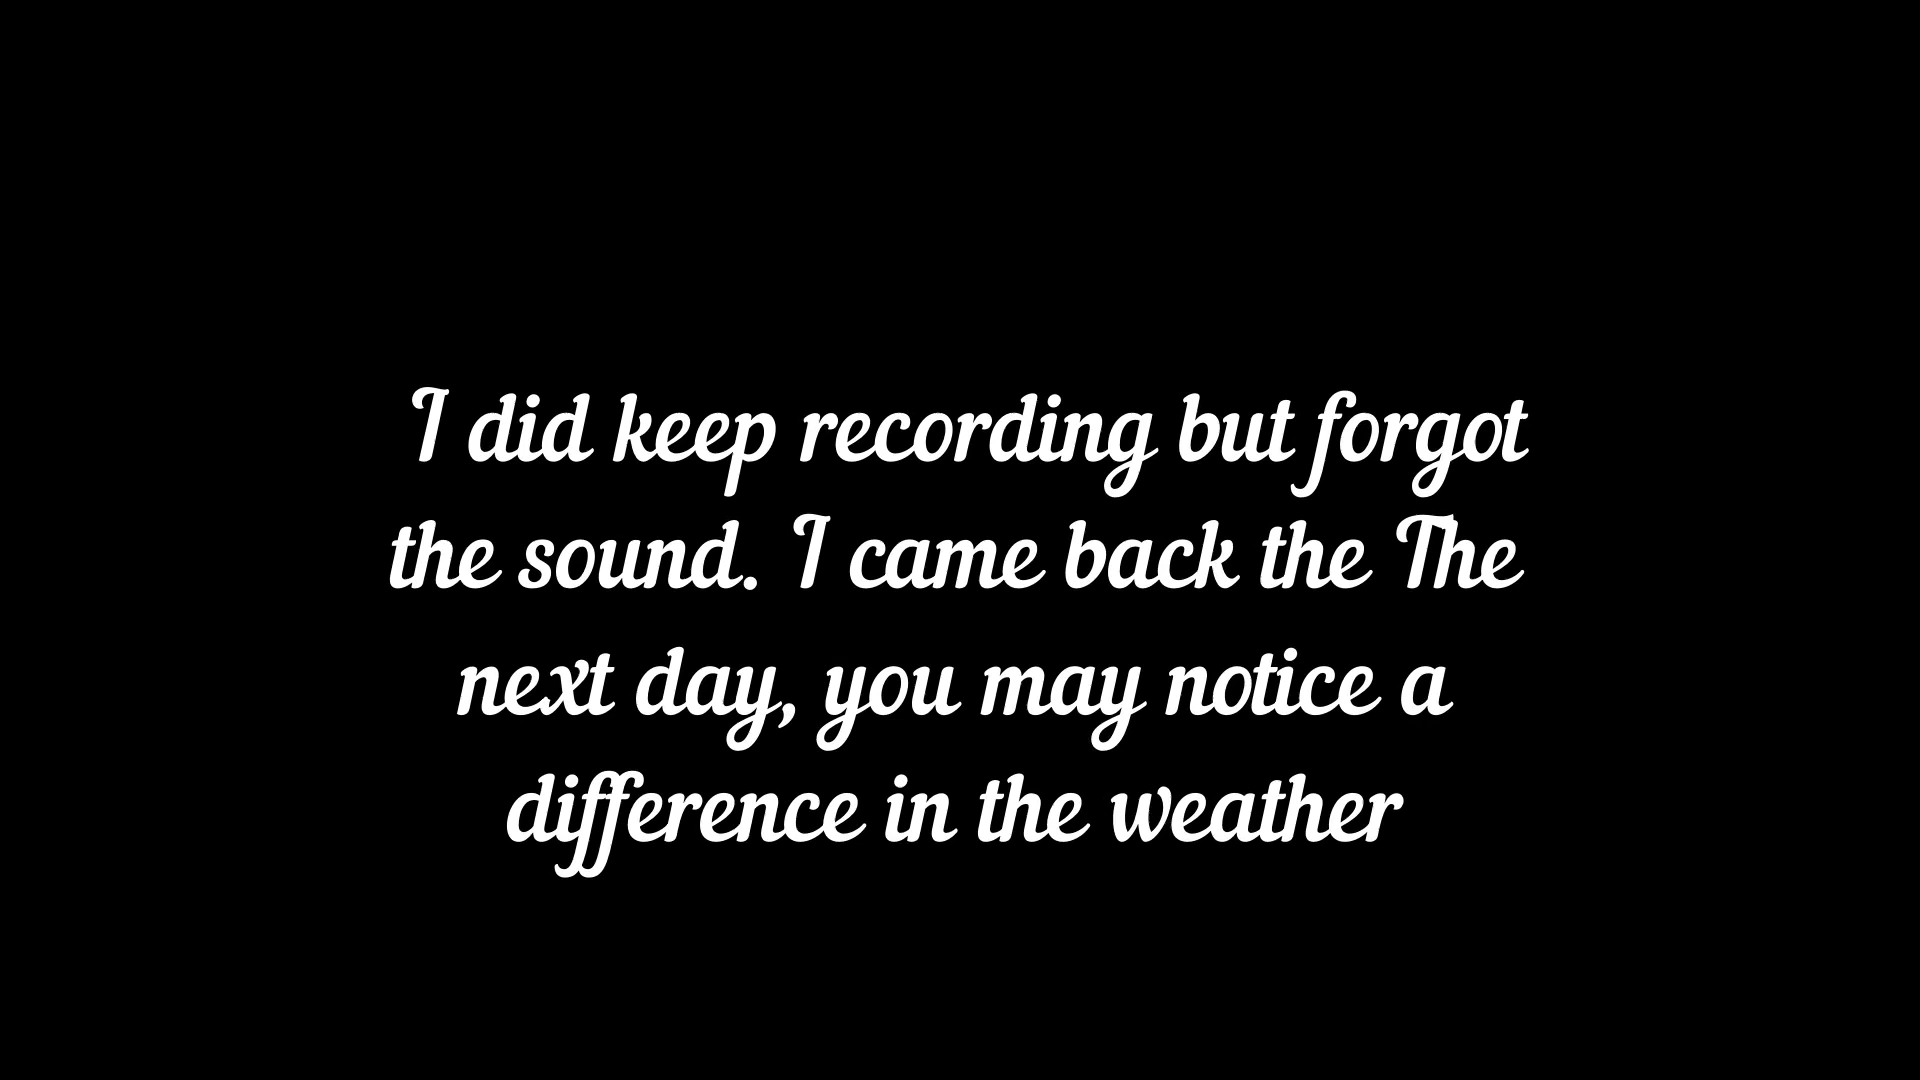 I did keep recording but forgot
the sound. I came back the The
next day, you may notice a
difference in the weather